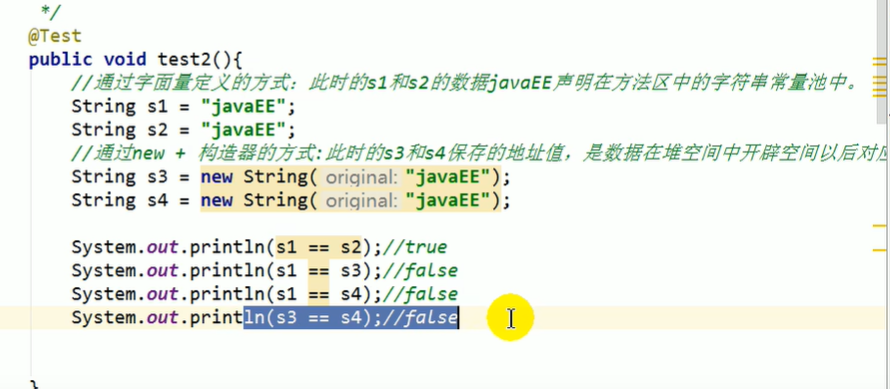 */
@Test
public void test2(){
//通过字面量定义的方式：此时的s1和s2的数据javaEE声明在方法区中的字符串常量池中。
String s1 = "javaEE";
String s2 = "javaEE";
//通过new + 构造器的方式:此时的s3和s4保存的地址值，是数据在堆空间中开辟空间以后对应
String s3 = new String( original: "javaEE");
String s4 = new String( original: "javaEE");
System.out.println(s1 == s2);//true
System.out.println(s1 == s3);//false
System.out.println(s1 == s4);//false
System.out.println(s3 == s4);//false
}